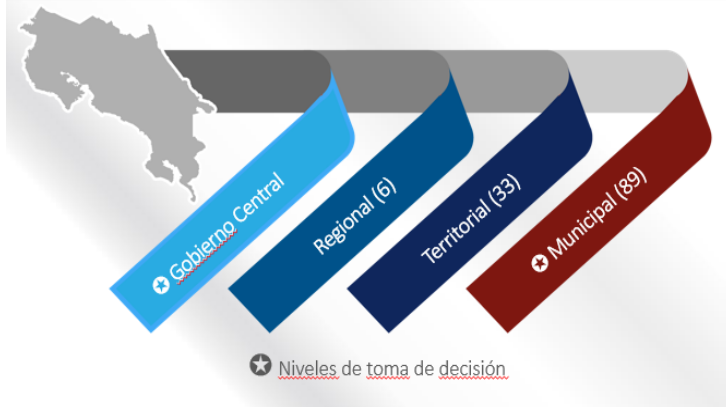 Gobierno Central
Regional (6)
Territorial (33)
Municipal (89)
Niveles de toma de decisión